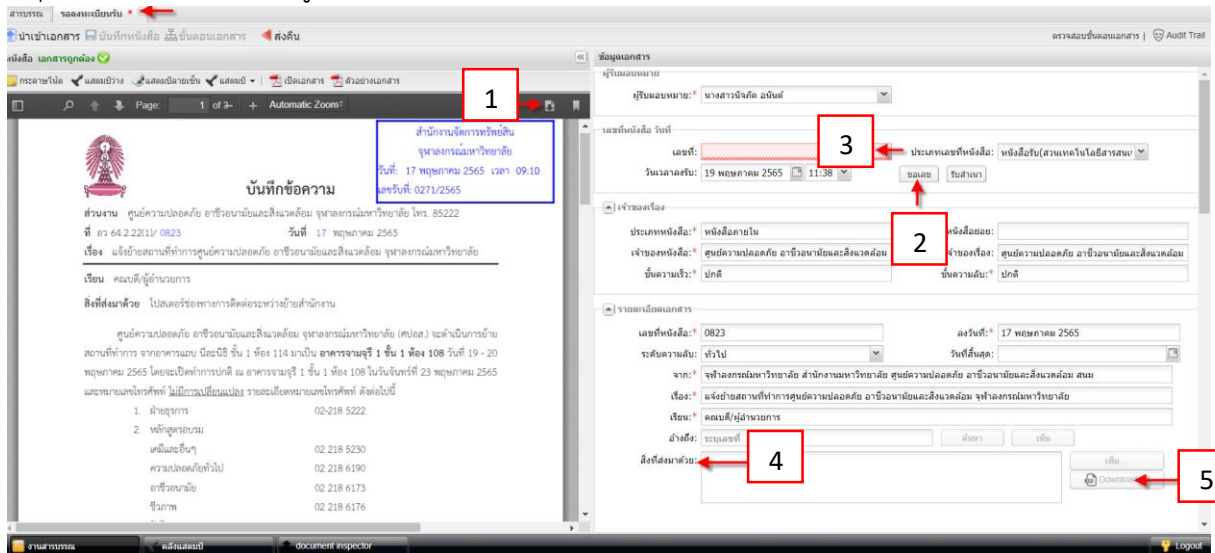 สารบรรณ รอลงทะเบียนรับ *
นำเข้าเอกสาร บันทึกหนังสือ ขั้นตอนเอกสาร ส่งคืน
ตรวจสอบขั้นตอนเอกสาร | Audit Trail
หนังสือ เอกสารถูกต้อง
กระดาษโน้ต แสตมป์ว่าง แสตมป์ลายเซ็น แสตมป์ เปิดเอกสาร ตัวอย่างเอกสาร
Page: 1 of 3 Automatic Zoom
1
สำนักงานจัดการทรัพย์สิน
จุฬาลงกรณ์มหาวิทยาลัย
วันที่: 17 พฤษภาคม 2565 เวลา 09:10
เลขรับที่: 0271/2565
บันทึกข้อความ
ส่วนงาน ศูนย์ความปลอดภัย อาชีวอนามัยและสิ่งแวดล้อม จุฬาลงกรณ์มหาวิทยาลัย โทร. 85222
ที่ อว 64.2.22(1)/ 0823 วันที่ 17 พฤษภาคม 2565
เรื่อง แจ้งย้ายสถานที่ทำการศูนย์ความปลอดภัย อาชีวอนามัยและสิ่งแวดล้อม จุฬาลงกรณ์มหาวิทยาลัย
เรียน คณบดี/ผู้อำนวยการ
สิ่งที่ส่งมาด้วย โปสเตอร์ช่องทางการติดต่อระหว่างย้ายสำนักงาน
ศูนย์ความปลอดภัย อาชีวอนามัยและสิ่งแวดล้อม จุฬาลงกรณ์มหาวิทยาลัย (ศปอส.) จะดำเนินการย้าย
สถานที่ทำการ จากอาคารแถบ นีละนิธิ ชั้น 1 ห้อง 114 มาเป็น อาคารจามจุรี 1 ชั้น 1 ห้อง 108 วันที่ 19 - 20
พฤษภาคม 2565 โดยจะเปิดทำการปกติ ณ อาคารจามจุรี 1 ชั้น 1 ห้อง 108 ในวันจันทร์ที่ 23 พฤษภาคม 2565
และหมายเลขโทรศัพท์ ไม่มีการเปลี่ยนแปลง รายละเอียดหมายเลขโทรศัพท์ ดังต่อไปนี้
1. ฝ่ายธุรการ 02-218 5222
2. หลักสูตรอบรม
เคมีและอื่นๆ 02 218 5230
ความปลอดภัยทั่วไป 02 218 6190
อาชีวอนามัย 02 218 6173
ชีวภาพ 02 218 6176
ข้อมูลเอกสาร
ผู้รับมอบหมาย
ผู้รับมอบหมาย:* นางสาวนัจภัค อนันต์
เลขที่หนังสือ วันที่
เลขที่: 3 ประเภทเลขที่หนังสือ: หนังสือรับ(ส่วนเทคโนโลยีสารสนเ
วันเวลาลงรับ: 19 พฤษภาคม 2565 11:38 ขอเลข รับสำเนา
2
เจ้าของเรื่อง
ประเภทหนังสือ:* หนังสือภายใน หนังสือย่อย:
เจ้าของหนังสือ:* ศูนย์ความปลอดภัย อาชีวอนามัยและสิ่งแวดล้อม เจ้าของเรื่อง: ศูนย์ความปลอดภัย อาชีวอนามัยและสิ่งแวดล้อม
ชั้นความเร็ว:* ปกติ ชั้นความลับ:* ปกติ
รายละเอียดเอกสาร
เลขที่หนังสือ:* 0823 ลงวันที่:* 17 พฤษภาคม 2565
ระดับความลับ: ทั่วไป วันที่สิ้นสุด:
จาก:* จุฬาลงกรณ์มหาวิทยาลัย สำนักงานมหาวิทยาลัย ศูนย์ความปลอดภัย อาชีวอนามัยและสิ่งแวดล้อม สนม
เรื่อง:* แจ้งย้ายสถานที่ทำการศูนย์ความปลอดภัย อาชีวอนามัยและสิ่งแวดล้อม จุฬาลงกรณ์มหาวิทยาลัย
เรียน:* คณบดี/ผู้อำนวยการ
อ้างถึง: ระบุเลขที่ ค้นหา เพิ่ม
สิ่งที่ส่งมาด้วย: 4 เพิ่ม...
Download 5
งานสารบรรณ คลังแสตมป์ document inspector Logout